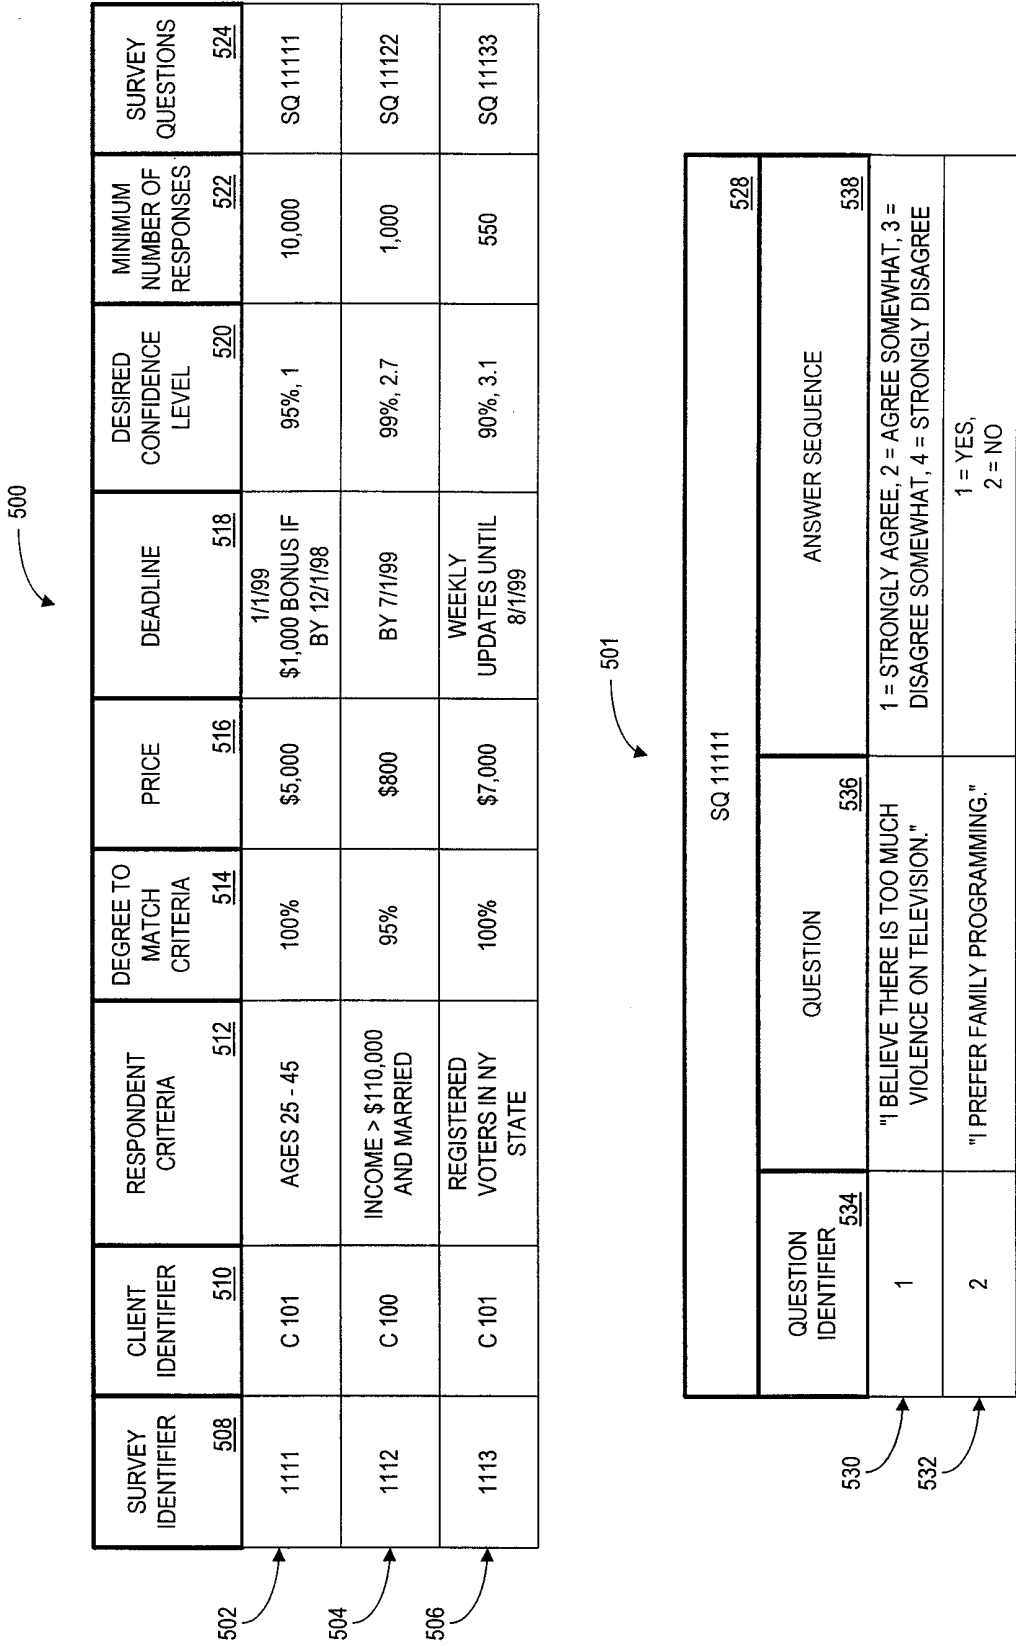 500
SURVEY
IDENTIFIER
508
CLIENT
IDENTIFIER
510
RESPONDENT
CRITERIA
512
DEGREE TO
MATCH
CRITERIA
514
PRICE
516
DEADLINE
518
DESIRED
CONFIDENCE
LEVEL
520
MINIMUM
NUMBER OF
RESPONSES
522
SURVEY
QUESTIONS
524
502
1111
C 101
AGES 25 - 45
100%
$5,000
1/1/99
$1,000 BONUS IF
BY 12/1/98
95%, 1
10,000
SQ 11111
504
1112
C 100
INCOME > $110,000
AND MARRIED
95%
$800
BY 7/1/99
99%, 2.7
1,000
SQ 11122
506
1113
C 101
REGISTERED
VOTERS IN NY
STATE
100%
$7,000
WEEKLY
UPDATES UNTIL
8/1/99
90%, 3.1
550
SQ 11133
501
SQ 11111
528
QUESTION
IDENTIFIER
534
QUESTION
536
ANSWER SEQUENCE
538
530
1
"I BELIEVE THERE IS TOO MUCH
VIOLENCE ON TELEVISION."
1 = STRONGLY AGREE, 2 = AGREE SOMEWHAT, 3 =
DISAGREE SOMEWHAT, 4 = STRONGLY DISAGREE
532
2
"I PREFER FAMILY PROGRAMMING."
1 = YES,
2 = NO